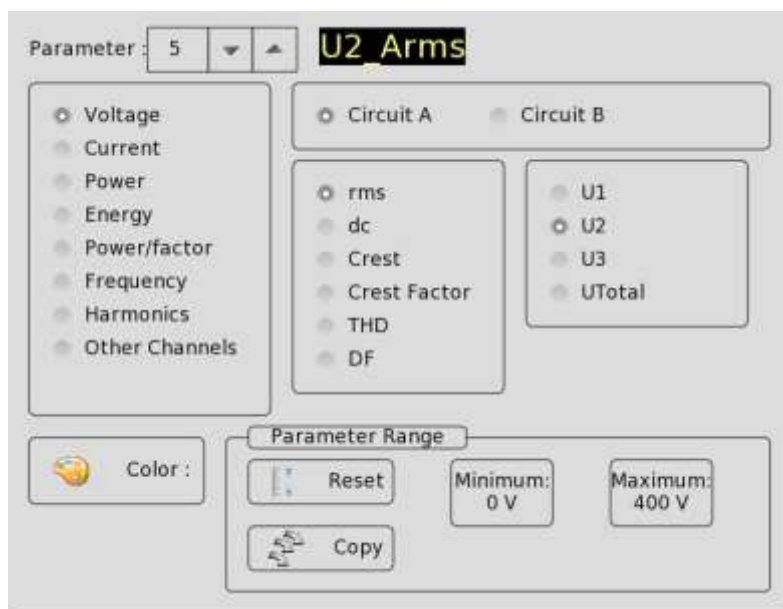 Parameter : 5 U2_Arms
Voltage
Current
Power
Energy
Power/factor
Frequency
Harmonics
Other Channels
Circuit A Circuit B
rms
dc
Crest
Crest Factor
THD
DF
U1
U2
U3
UTotal
Color :
Parameter Range
Reset
Copy
Minimum:
0 V
Maximum:
400 V